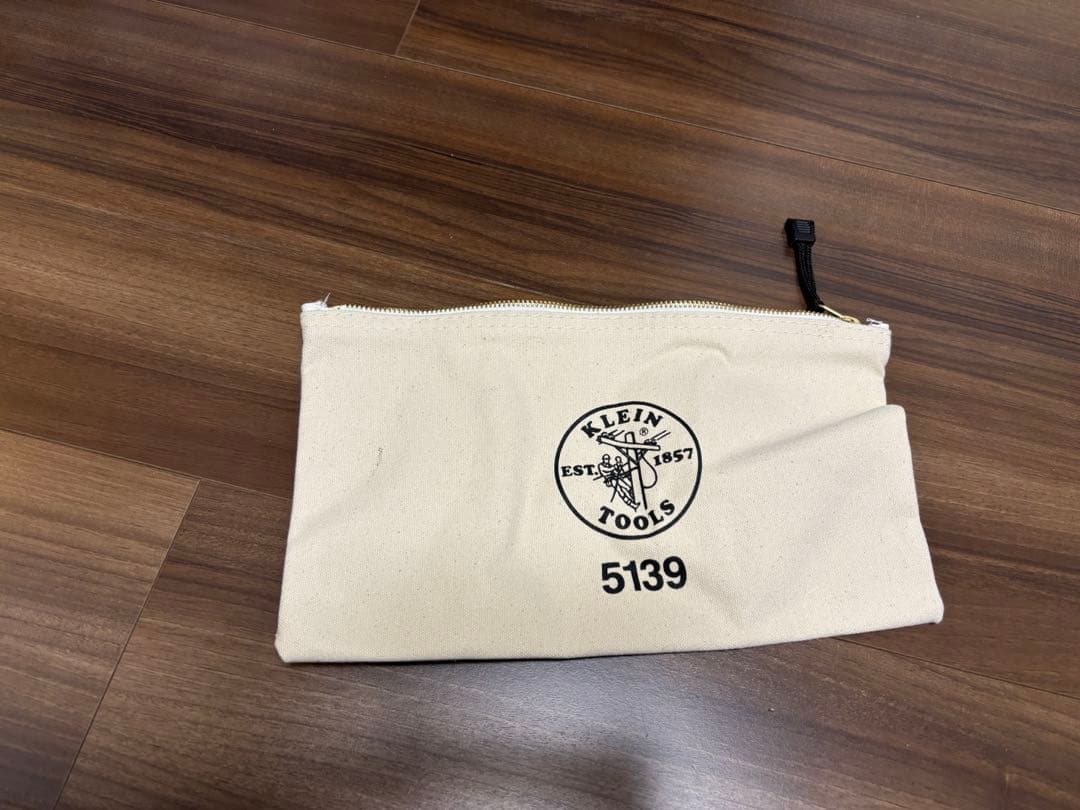 KLEIN
®
EST. 1857
TOOLS
5139